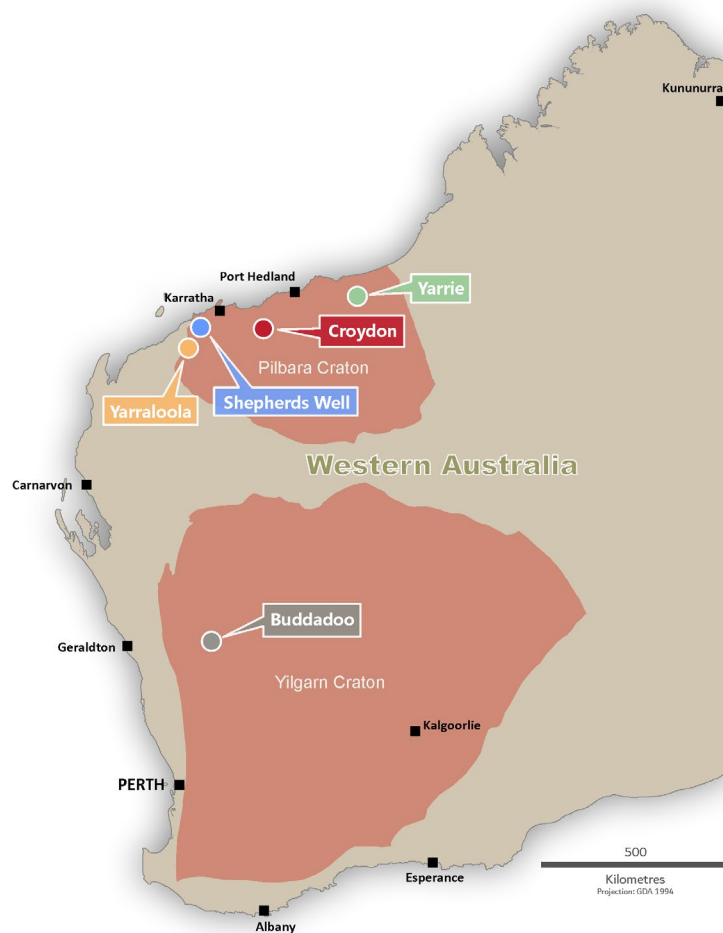 Kununurra
Port Hedland
Karratha
Yarrie
Croydon
Pilbara Craton
Shepherds Well
Yarraloola
Western Australia
Carnarvon
Buddadoo
Geraldton
Yilgarn Craton
Kalgoorlie
PERTH
500
Esperance
Kilometres
Projection: GDA 1994
Albany